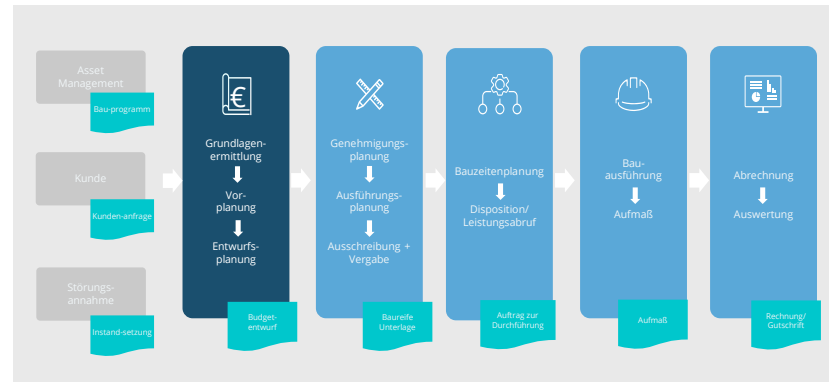 Asset
Management
Bau-programm
Kunde
Kunden-anfrage
Störungs-
annahme
Instand-setzung
€
Grundlagen-
ermittlung
Vor-
planung
Entwurfs-
planung
Budget-
entwurf
Genehmigungs-
planung
Ausführungs-
planung
Ausschreibung +
Vergabe
Baureife
Unterlage
Bauzeitenplanung
Disposition/
Leistungsabruf
Auftrag zur
Durchführung
Bau-
ausführung
Aufmaß
Aufmaß
Abrechnung
Auswertung
Rechnung/
Gutschrift